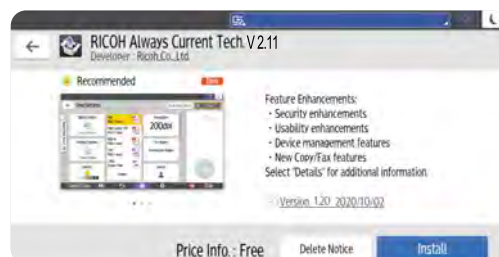 RICOH Always Current Tech. V 2.11
Developer : Ricoh Co., Ltd.
Recommended
200dpi
Feature Enhancements:
・Security enhancements
・Usability enhancements
・Device management features
・New Copy/Fax features
Select "Details" for additional information.
Version 1.20 2020/10/02
Price Info. : Free
Delete Notice
Install